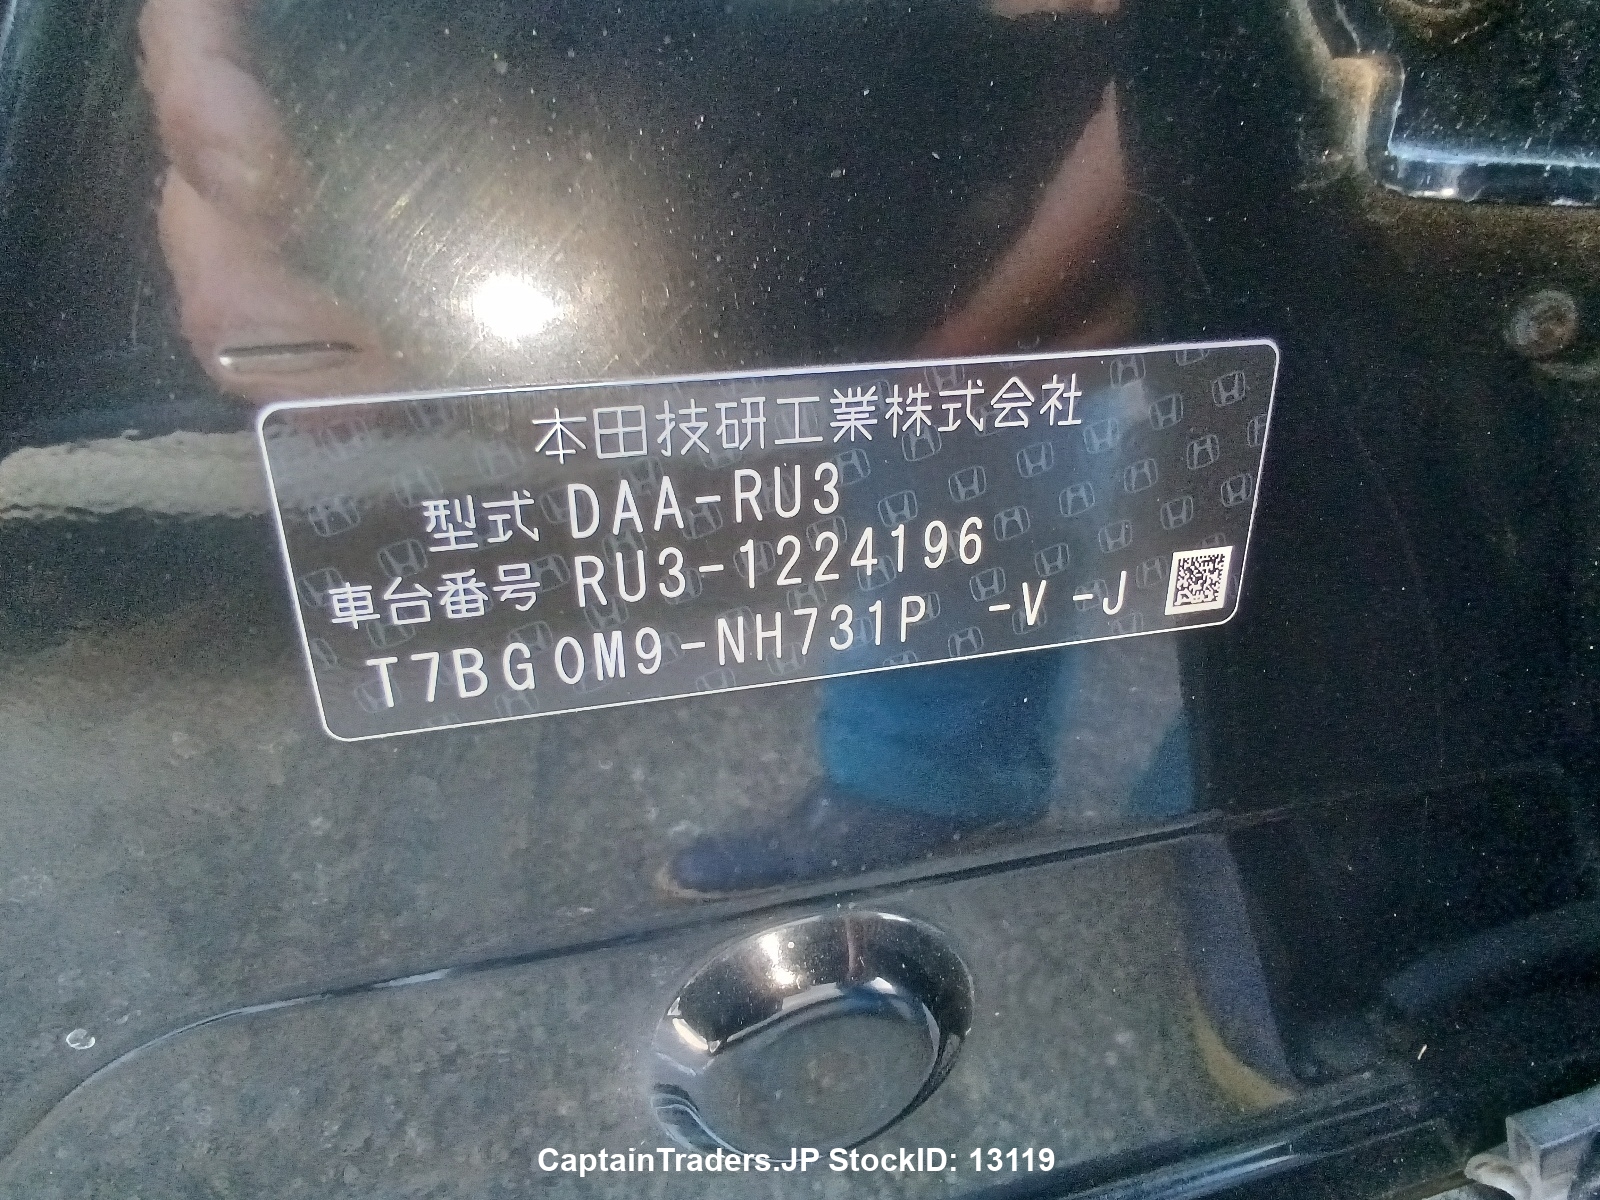 本田技研工業株式会社
型式 DAA-RU3
車台番号 RU3-1224196
T7BG0M9-NH731P -V -J
CaptainTraders.JP StockID: 13119